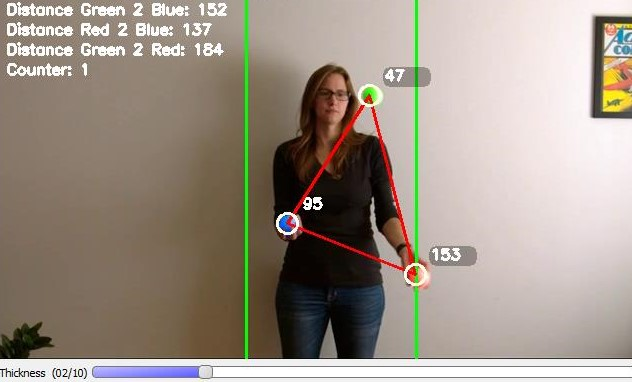 Distance Green 2 Blue: 152
Distance Red 2 Blue: 137
Distance Green 2 Red: 184
Counter: 1
47
95
153
Thickness (02/10)